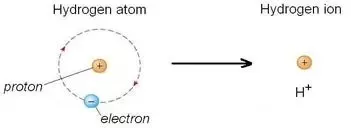 Hydrogen atom
Hydrogen ion
+
+
proton
H+
−
electron